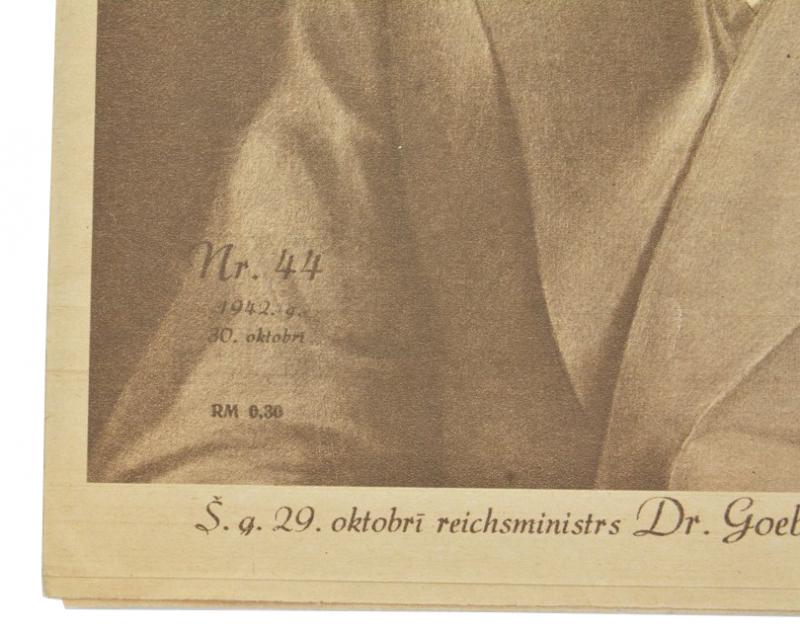 Nr. 44
1942. g.
30. oktobrī
RM 0.30
Š. g. 29. oktobrī reichsministrs Dr. Goeb